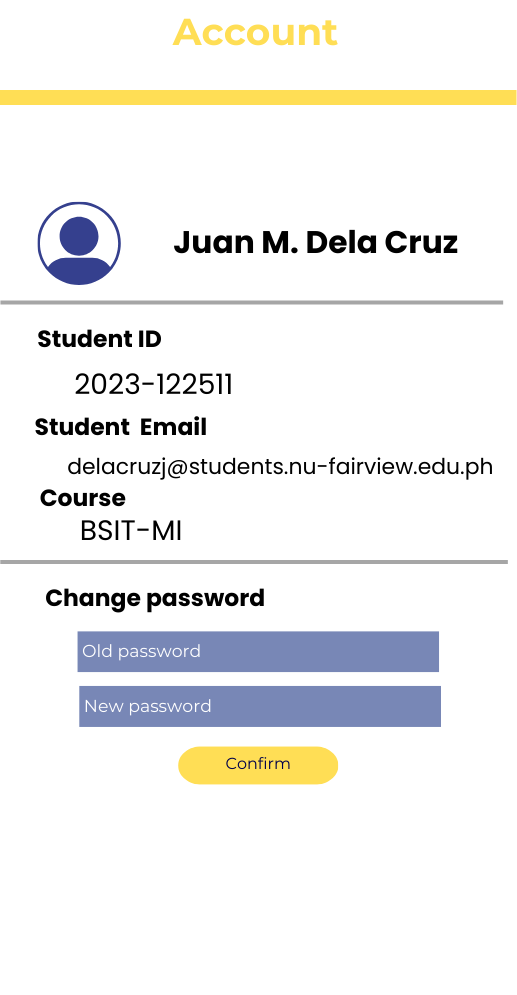 Account
Juan M. Dela Cruz
Student ID
2023-122511
Student Email
delacruzj@students.nu-fairview.edu.ph
Course
BSIT-MI
Change password
Old password
New password
Confirm